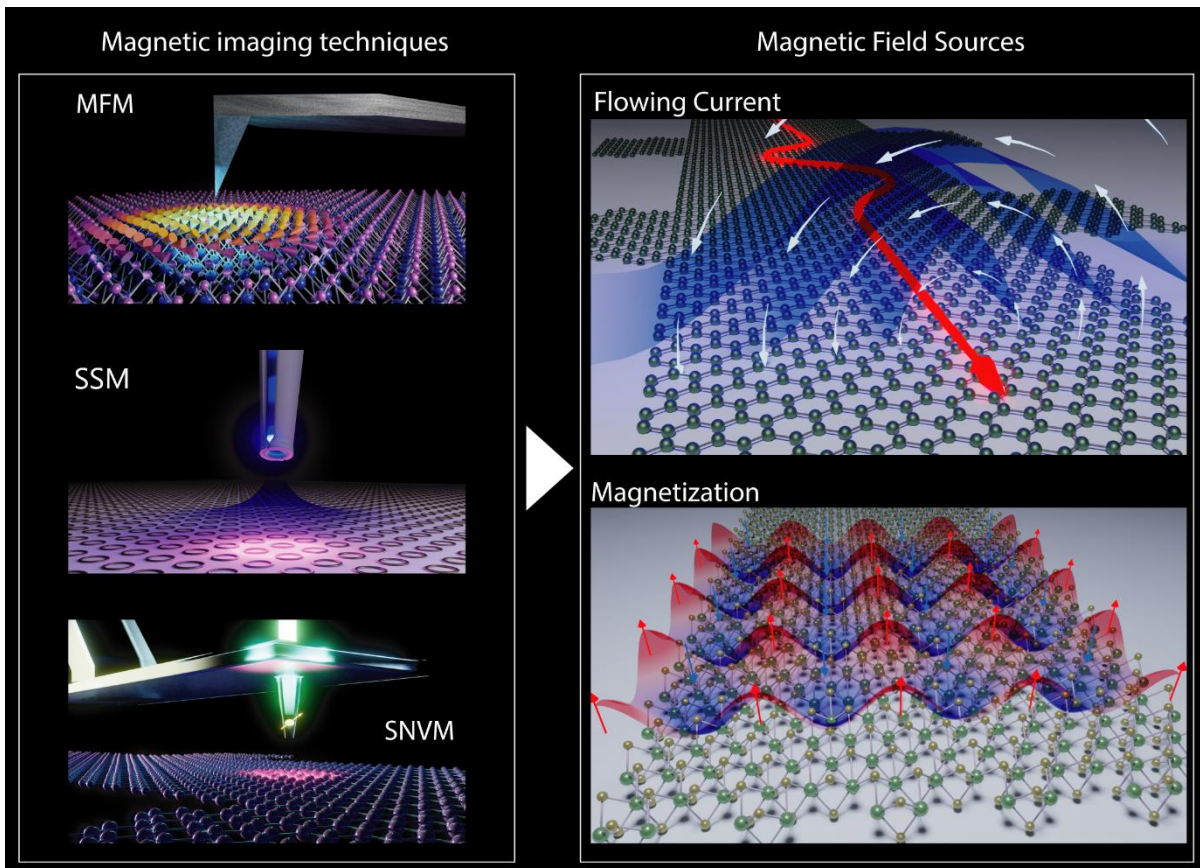 Magnetic imaging techniques
MFM
SSM
SNVM
Magnetic Field Sources
Flowing Current
Magnetization